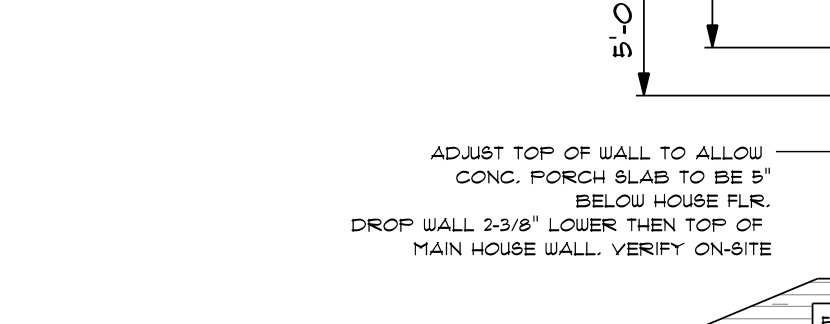 5'-0
ADJUST TOP OF WALL TO ALLOW
CONC. PORCH SLAB TO BE 5"
BELOW HOUSE FLR.
DROP WALL 2-3/8" LOWER THEN TOP OF
MAIN HOUSE WALL. VERIFY ON-SITE